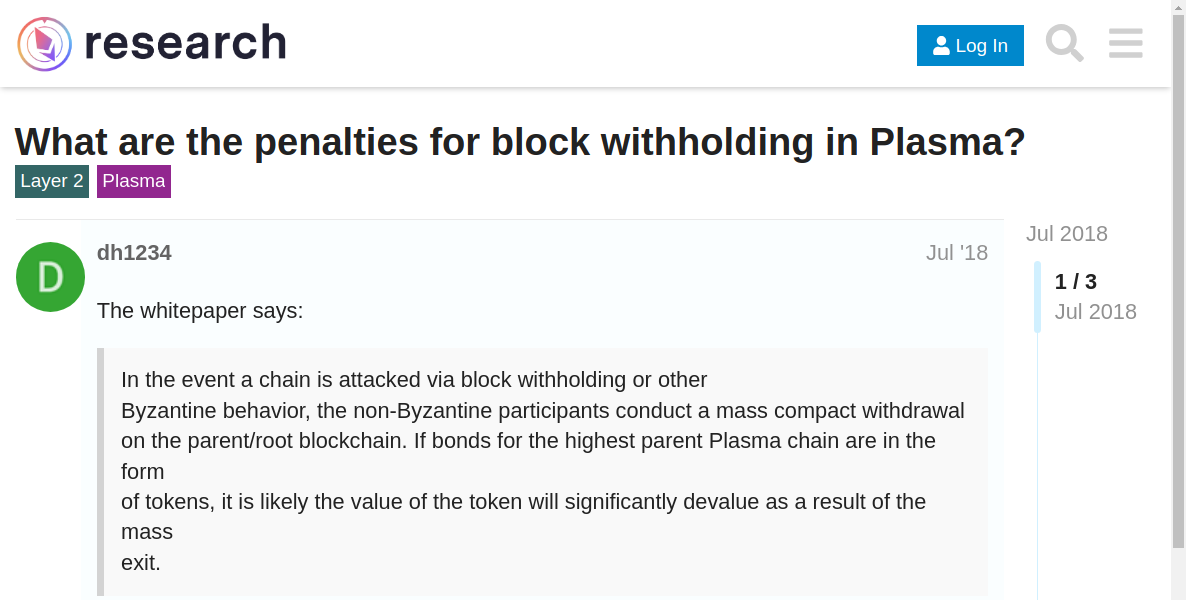 research
Log In
What are the penalties for block withholding in Plasma?
Layer 2 Plasma
D
dh1234
Jul '18
The whitepaper says:
In the event a chain is attacked via block withholding or other
Byzantine behavior, the non-Byzantine participants conduct a mass compact withdrawal
on the parent/root blockchain. If bonds for the highest parent Plasma chain are in the
form
of tokens, it is likely the value of the token will significantly devalue as a result of the
mass
exit.
Jul 2018
1 / 3
Jul 2018